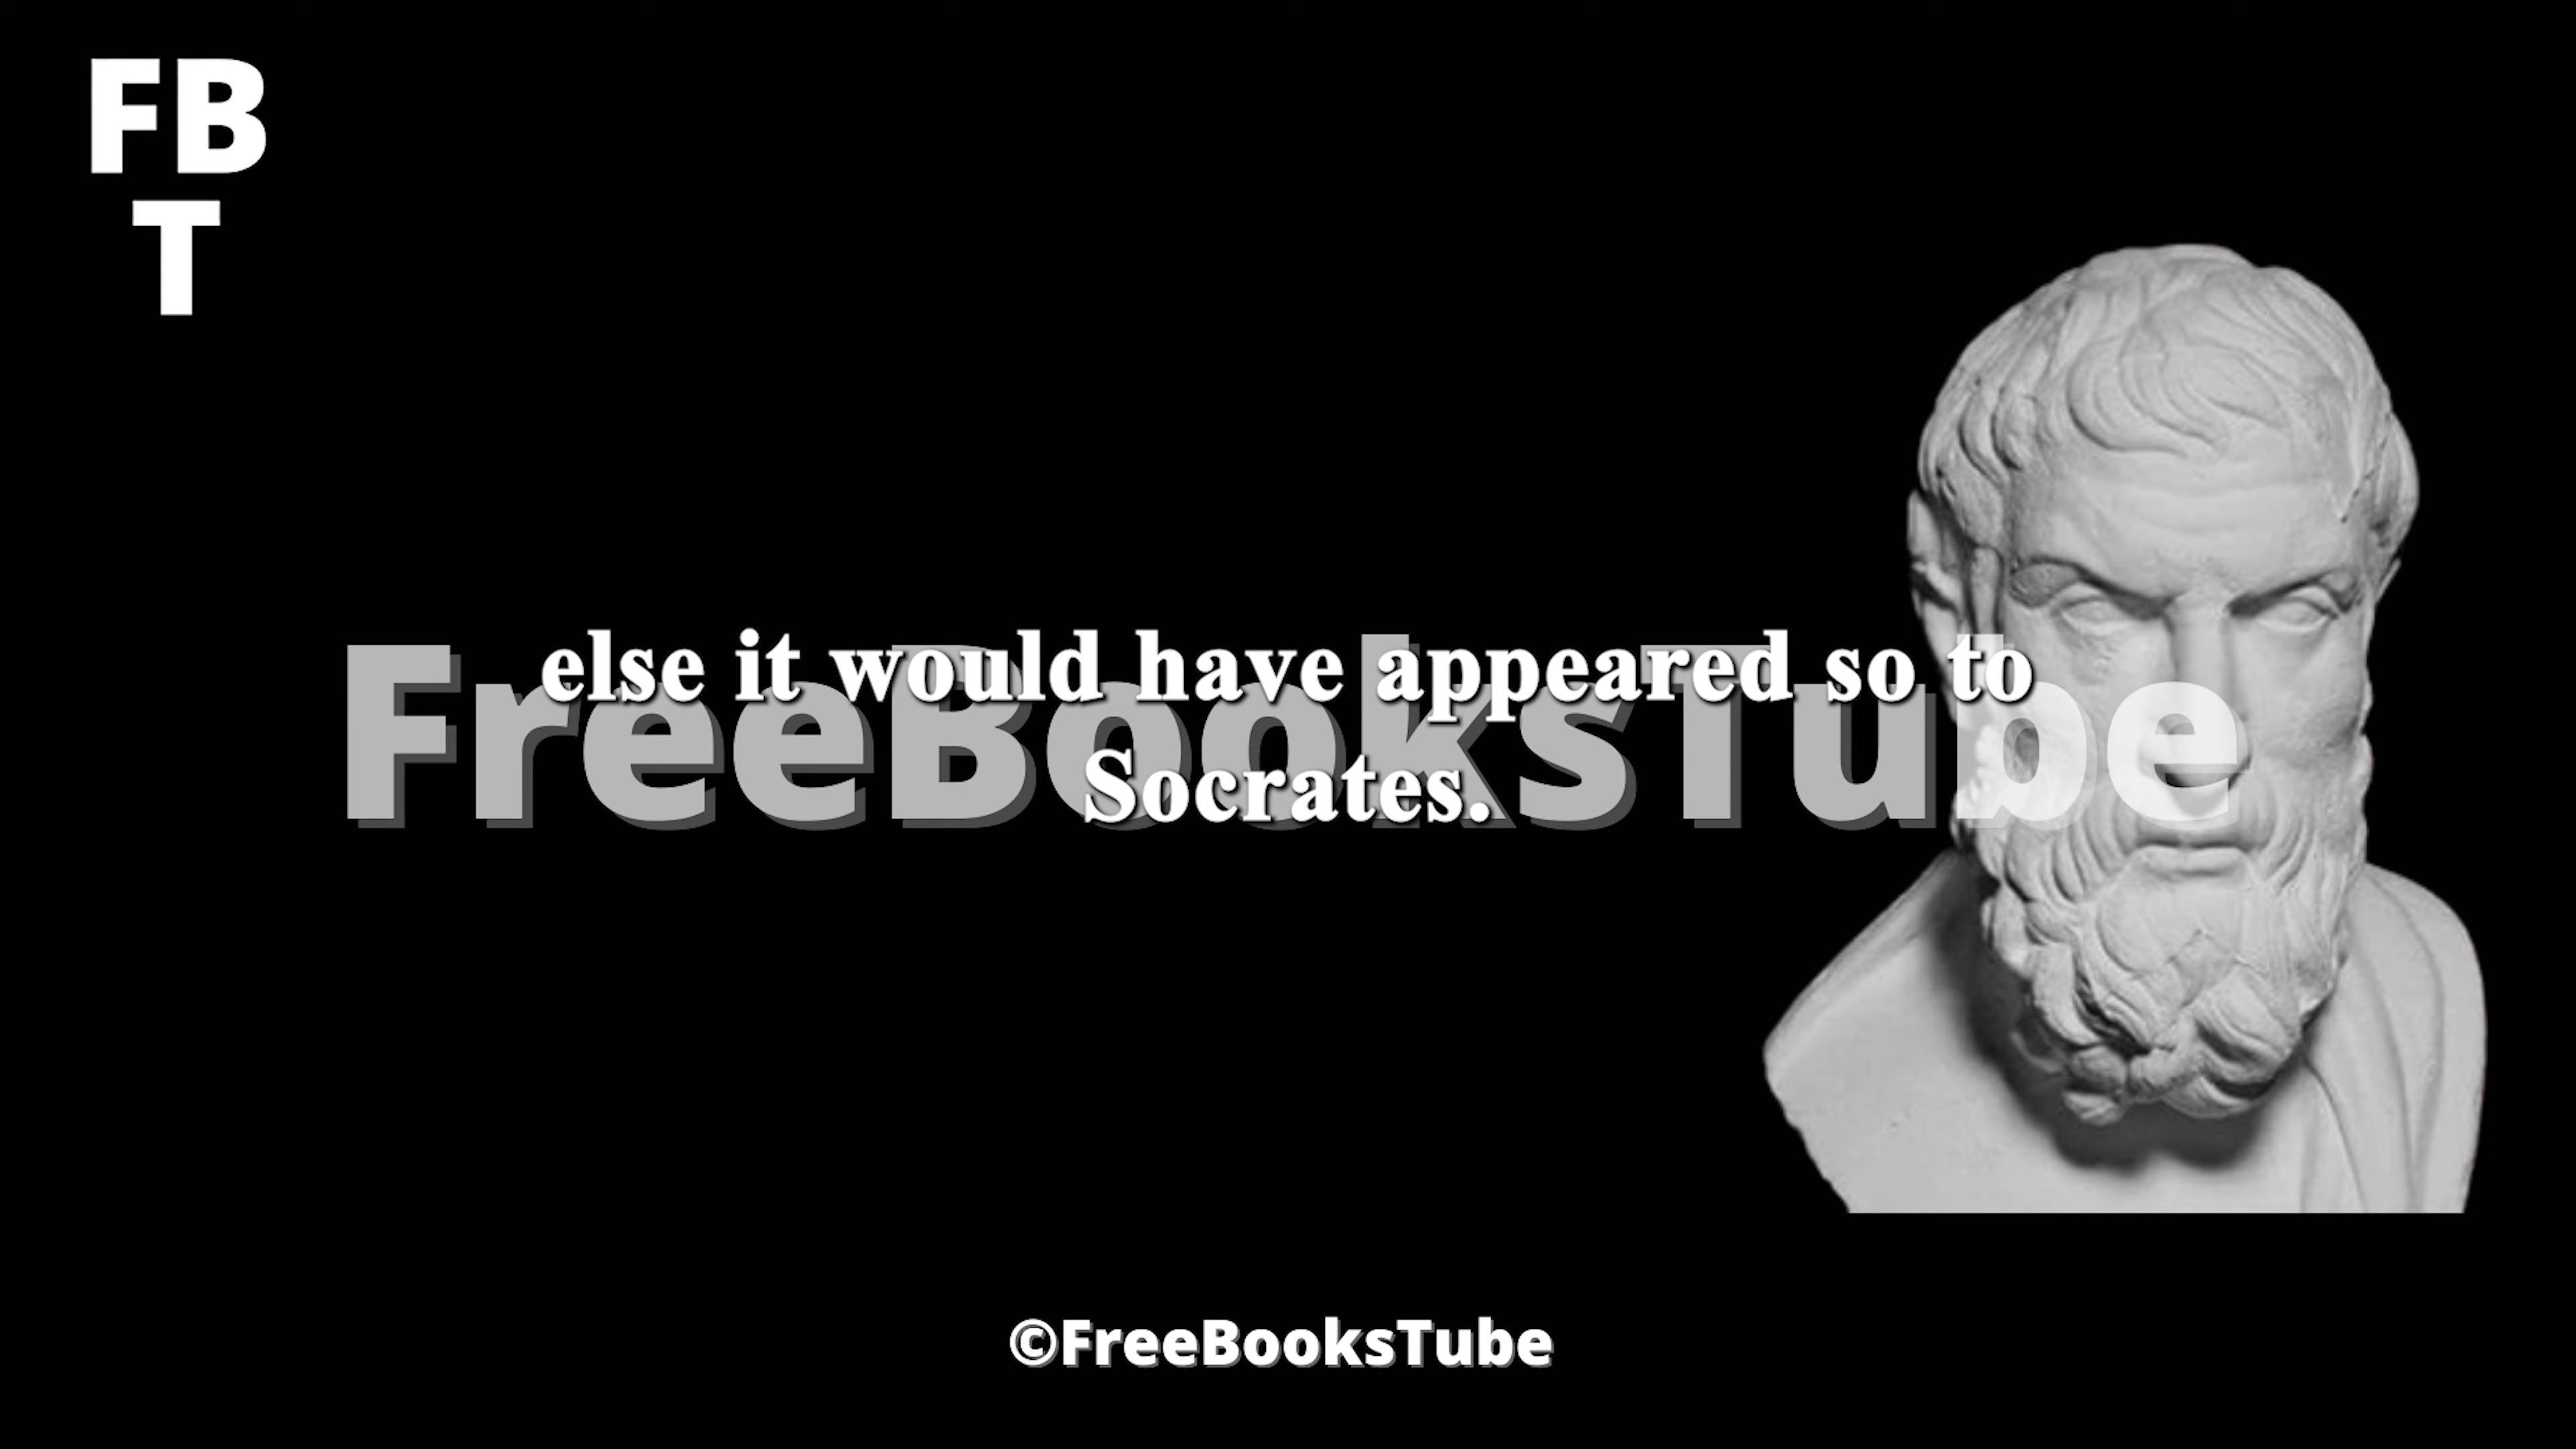 FB
T
else it would have appeared so to
Socrates.
FreeBooksTube
©FreeBooksTube